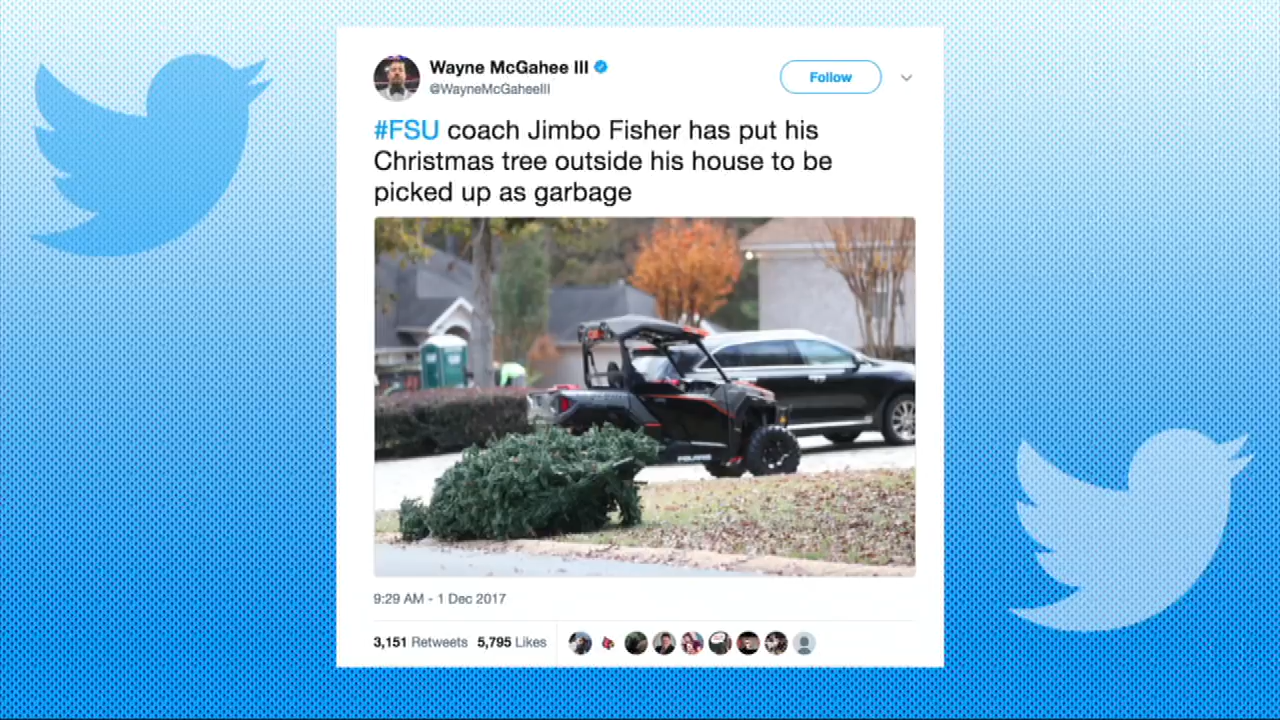 Wayne McGahee III
@WayneMcGaheeIII
Follow
#FSU coach Jimbo Fisher has put his
Christmas tree outside his house to be
picked up as garbage
POLARIS
9:29 AM - 1 Dec 2017
3,151 Retweets 5,795 Likes